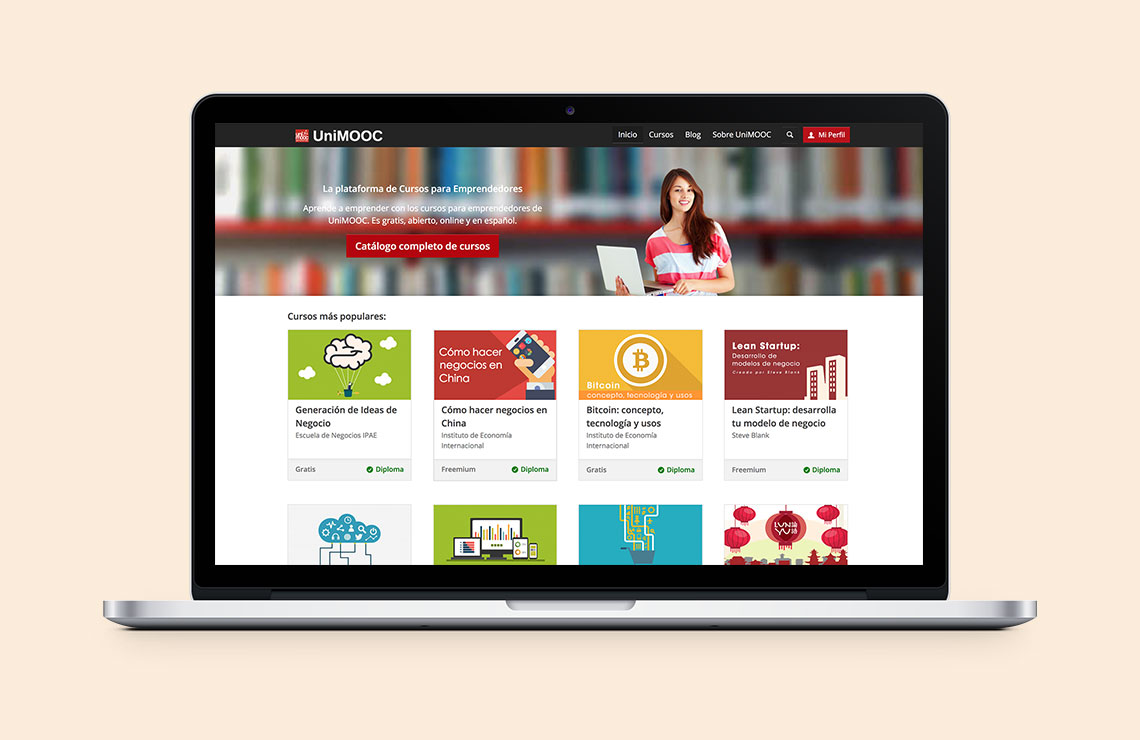 UniMOOC
Inicio Cursos Blog Sobre UniMOOC Mi Perfil
La plataforma de Cursos para Emprendedores
Aprende a emprender con los cursos para emprendedores de
UniMOOC. Es gratis, abierto, online y en español.
Catálogo completo de cursos
Cursos más populares:
Generación de Ideas de
Negocio
Escuela de Negocios IPAE
Gratis Diploma
Cómo hacer
negocios en
China
Cómo hacer negocios en
China
Instituto de Economía
Internacional
Freemium Diploma
Bitcoin
concepto, tecnología y usos
Bitcoin: concepto,
tecnología y usos
Instituto de Economía
Internacional
Gratis Diploma
Lean Startup:
Desarrollo de
modelos de negocio
Creado por Steve Blank
Lean Startup: desarrolla
tu modelo de negocio
Steve Blank
Freemium Diploma